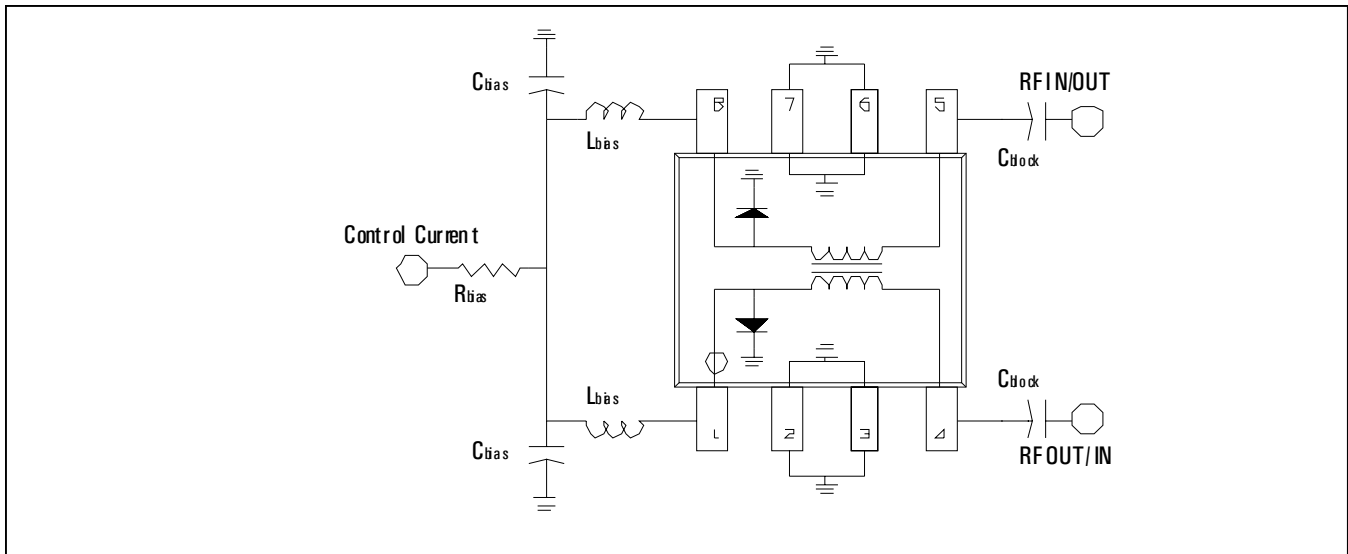 Cbias
RFIN/OUT
8 7 6 5
Lbias
Cblock
Control Current
Rbias
Lbias
Cblock
1 2 3 4
Cbias
RFOUT/IN